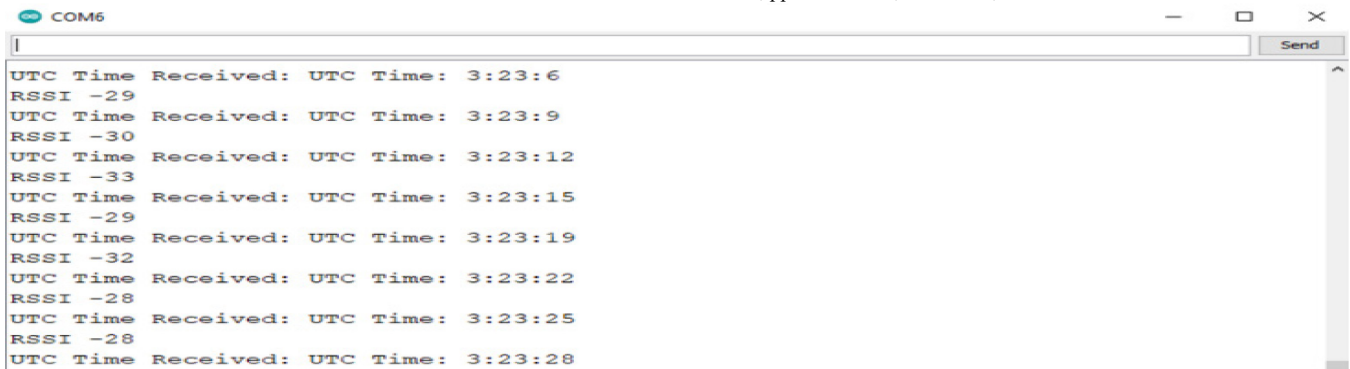 COM6
Send
UTC Time Received: UTC Time: 3:23:6
RSSI -29
UTC Time Received: UTC Time: 3:23:9
RSSI -30
UTC Time Received: UTC Time: 3:23:12
RSSI -33
UTC Time Received: UTC Time: 3:23:15
RSSI -29
UTC Time Received: UTC Time: 3:23:19
RSSI -32
UTC Time Received: UTC Time: 3:23:22
RSSI -28
UTC Time Received: UTC Time: 3:23:25
RSSI -28
UTC Time Received: UTC Time: 3:23:28